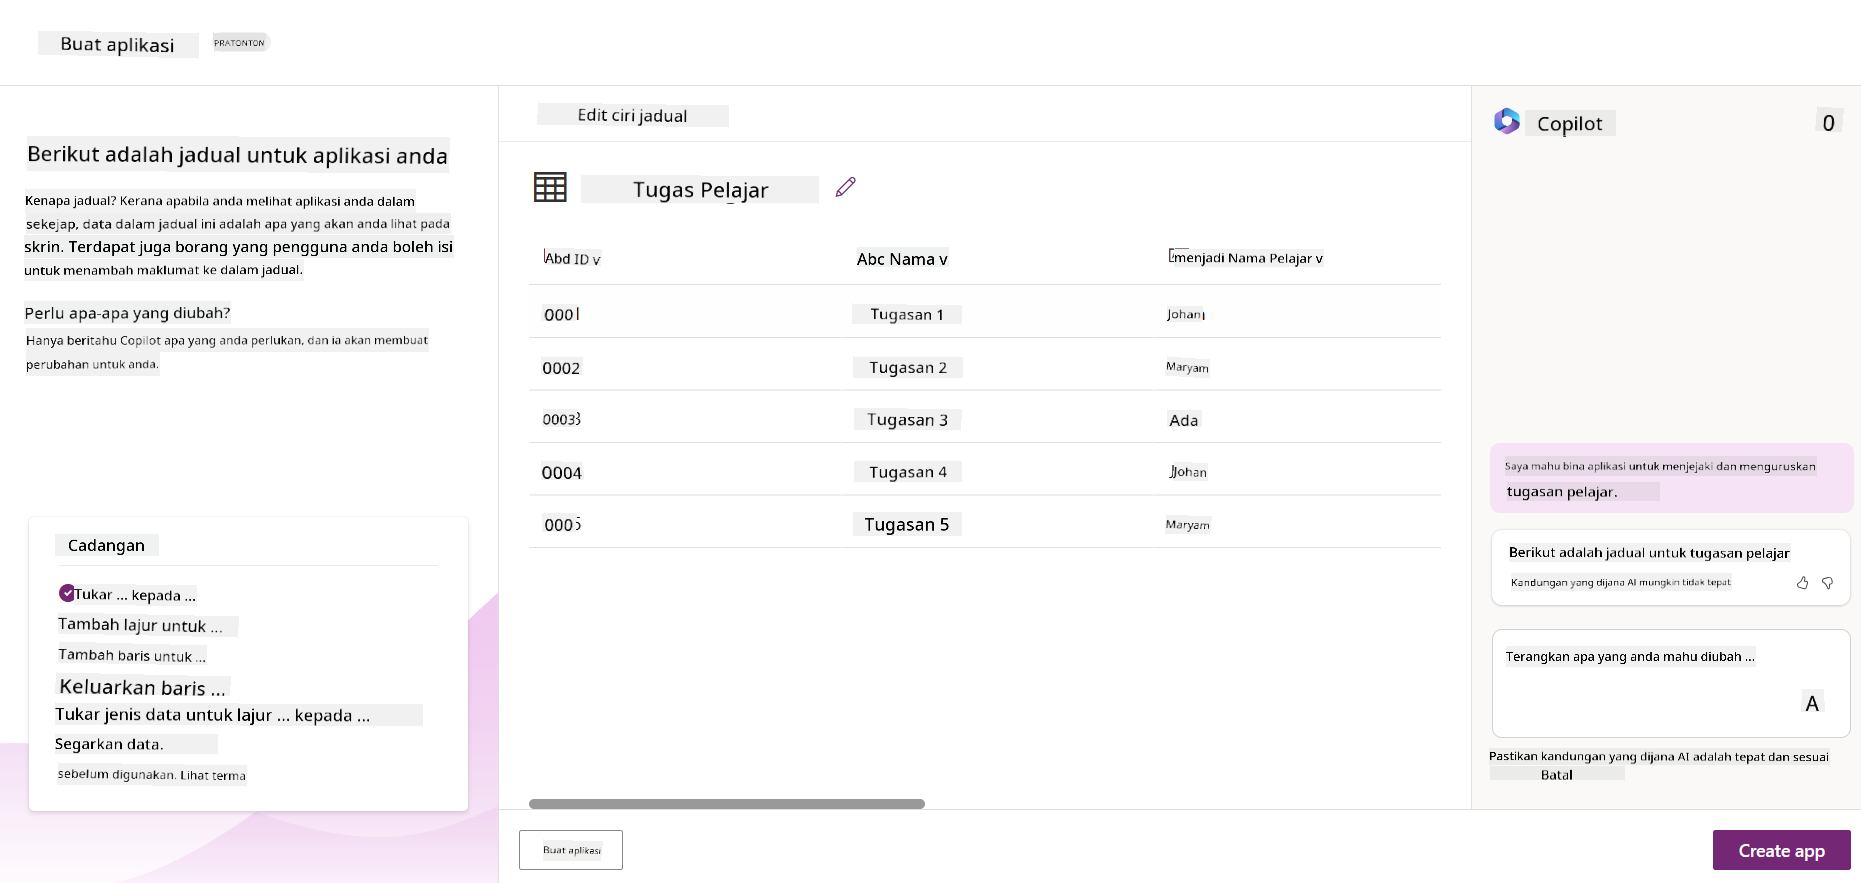 Buat aplikasi
PRATONTON
Berikut adalah jadual untuk aplikasi anda
Kenapa jadual? Kerana apabila anda melihat aplikasi anda dalam
sekejap, data dalam jadual ini adalah apa yang akan anda lihat pada
skrin. Terdapat juga borang yang pengguna anda boleh isi
untuk menambah maklumat ke dalam jadual.
Perlu apa-apa yang diubah?
Hanya beritahu Copilot apa yang anda perlukan, dan ia akan membuat
perubahan untuk anda.
Cadangan
Tukar ... kepada ...
Tambah lajur untuk ...
Tambah baris untuk ...
Keluarkan baris ...
Tukar jenis data untuk lajur ... kepada ...
Segarkan data.
sebelum digunakan. Lihat terma
Edit ciri jadual
Tugas Pelajar
Abd ID v
Abc Nama v
menjadi Nama Pelajar v
0001
Tugasan 1
Johan
0002
Tugasan 2
Maryam
0003
Tugasan 3
Ada
0004
Tugasan 4
Johan
0005
Tugasan 5
Maryam
Buat aplikasi
Copilot
0
Saya mahu bina aplikasi untuk menjejaki dan menguruskan
tugasan pelajar.
Berikut adalah jadual untuk tugasan pelajar
Kandungan yang dijana AI mungkin tidak tepat
Terangkan apa yang anda mahu diubah ...
A
Pastikan kandungan yang dijana AI adalah tepat dan sesuai
Batal
Create app